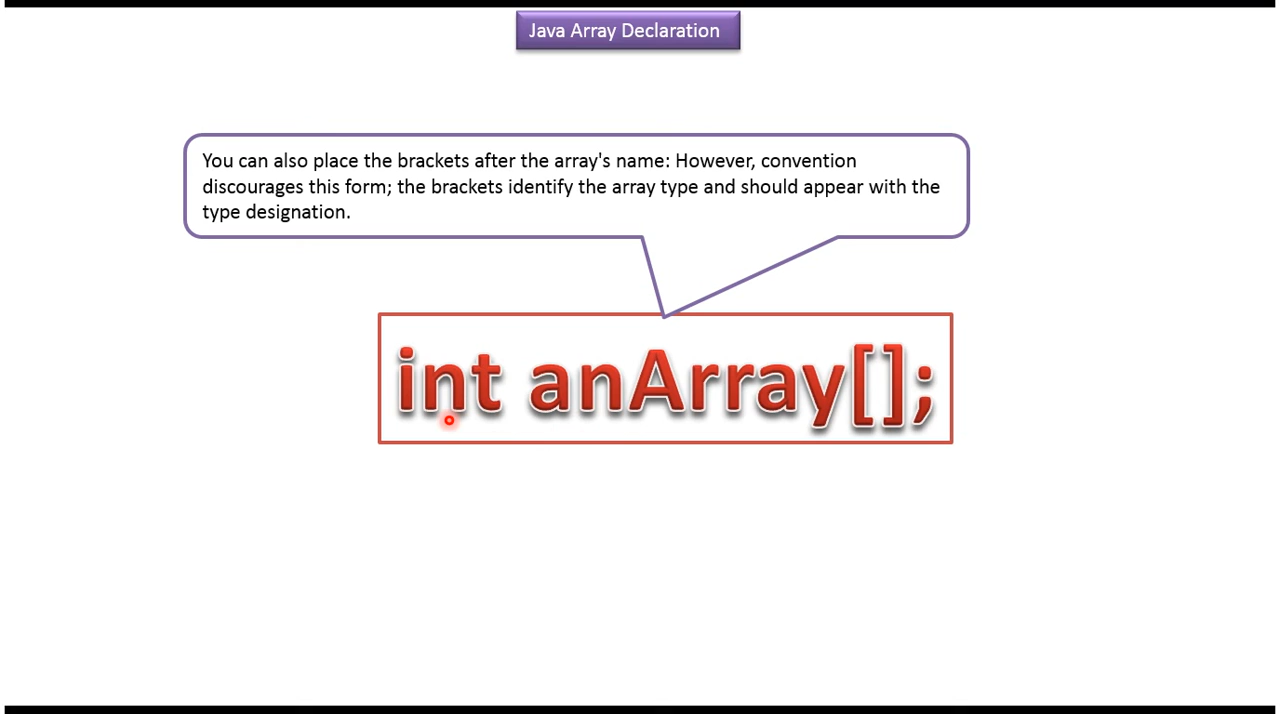 Java Array Declaration
You can also place the brackets after the array's name: However, convention
discourages this form; the brackets identify the array type and should appear with the
type designation.
int anArray[];